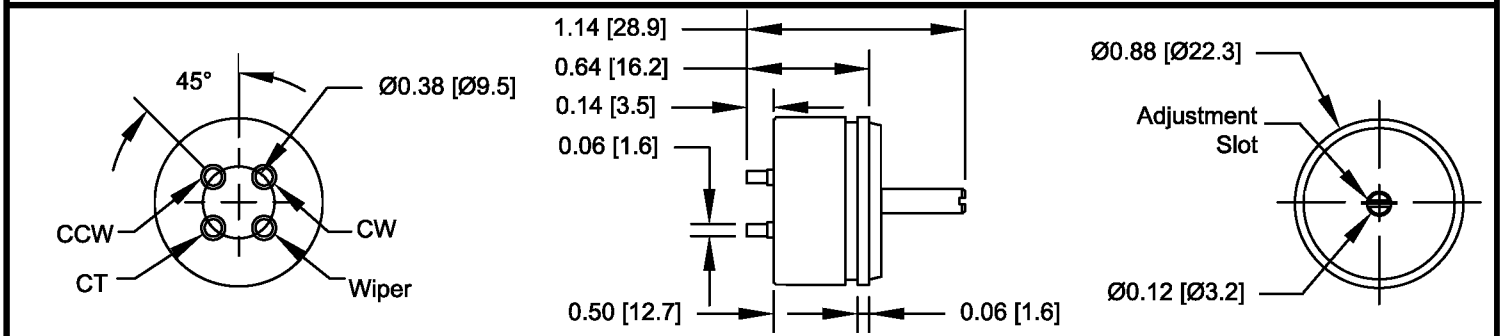 45°
Ø0.38 [Ø9.5]
CCW
CW
CT
Wiper
1.14 [28.9]
0.64 [16.2]
0.14 [3.5]
0.06 [1.6]
0.50 [12.7]
0.06 [1.6]
Ø0.88 [Ø22.3]
Adjustment
Slot
Ø0.12 [Ø3.2]